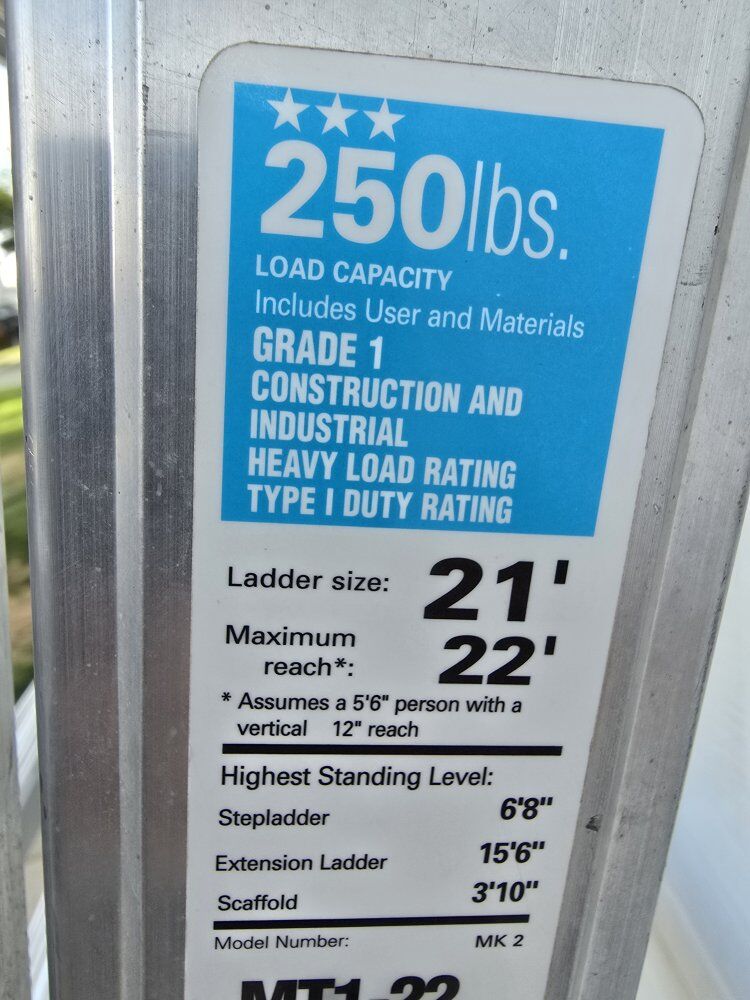 250lbs.
LOAD CAPACITY
Includes User and Materials
GRADE 1
CONSTRUCTION AND
INDUSTRIAL
HEAVY LOAD RATING
TYPE I DUTY RATING
Ladder size: 21'
Maximum
reach*: 22'
* Assumes a 5'6" person with a
vertical 12" reach
Highest Standing Level:
Stepladder 6'8"
Extension Ladder 15'6"
Scaffold 3'10"
Model Number: MK 2
MT1-22